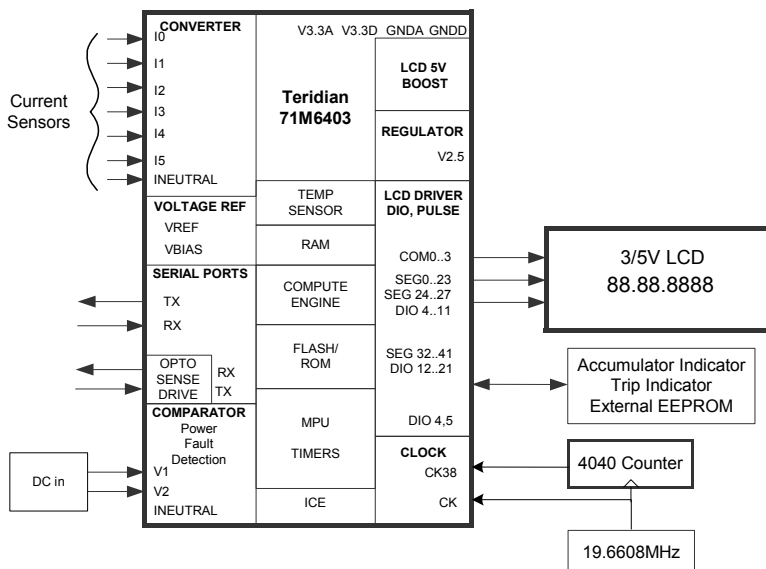 CONVERTER
I0
I1
I2
I3
I4
I5
INEUTRAL
Current
Sensors
V3.3A V3.3D GNDA GNDD
Teridian
71M6403
LCD 5V
BOOST
REGULATOR
V2.5
VOLTAGE REF
VREF
VBIAS
TEMP
SENSOR
RAM
LCD DRIVER
DIO, PULSE
COM0..3
SEG0..23
SEG 24..27
DIO 4..11
SEG 32..41
DIO 12..21
DIO 4,5
3/5V LCD
88.88.8888
SERIAL PORTS
TX
RX
COMPUTE
ENGINE
OPTO
SENSE
DRIVE
RX
TX
FLASH/
ROM
Accumulator Indicator
Trip Indicator
External EEPROM
COMPARATOR
Power
Fault
Detection
V1
V2
INEUTRAL
DC in
MPU
TIMERS
ICE
CLOCK
CK38
CK
4040 Counter
19.6608MHz